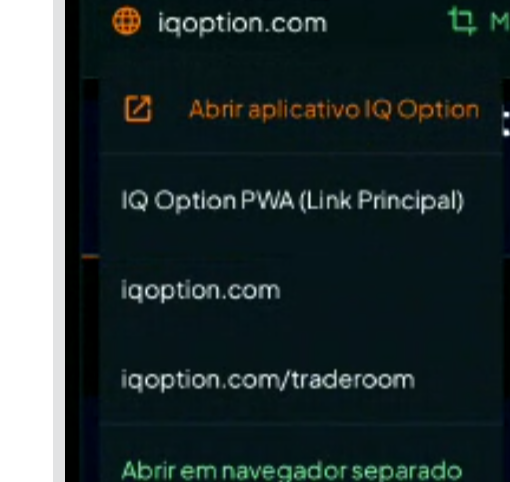 iqoption.com
Abrir aplicativo IQ Option
IQ Option PWA (Link Principal)
iqoption.com
iqoption.com/traderoom
Abrir em navegador separado